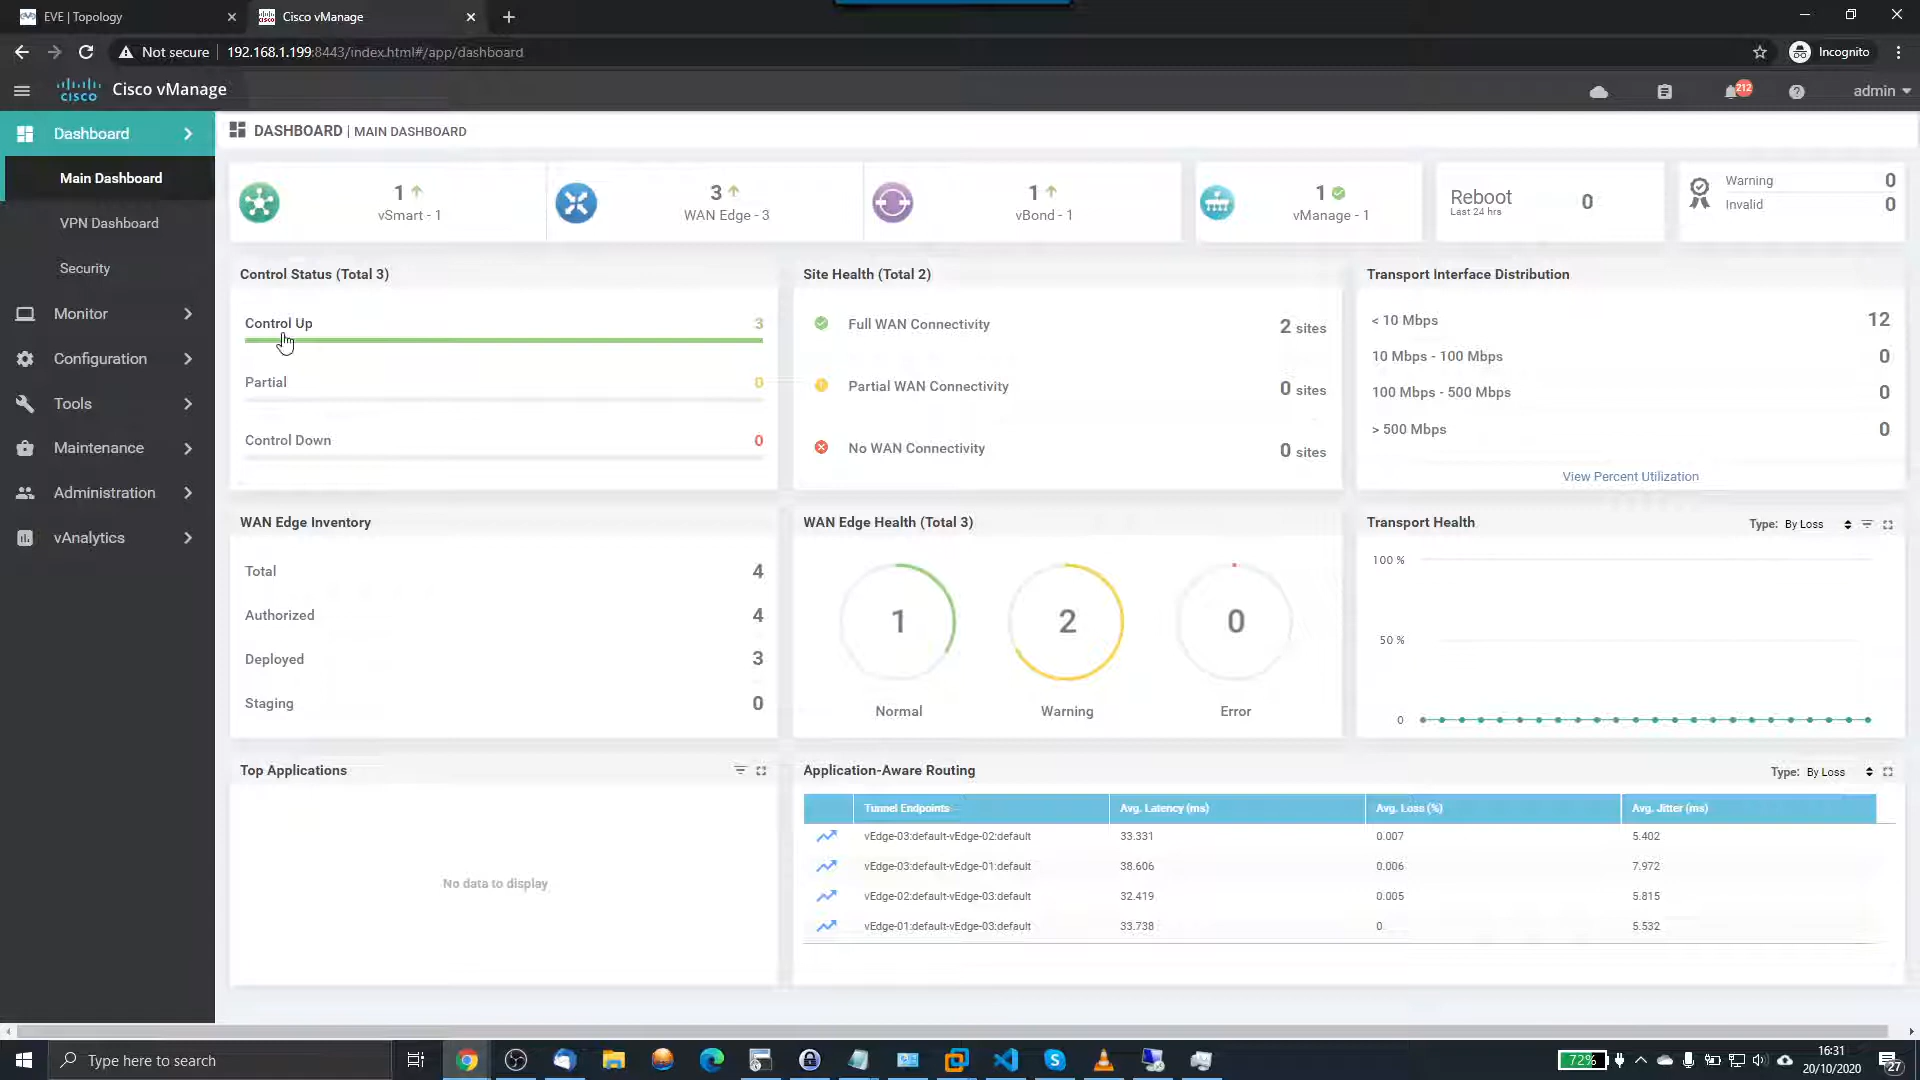 EVE | Topology
Cisco vManage
Not secure
192.168.1.199:8443/index.html#/app/dashboard
Incognito
cisco
Cisco vManage
212
admin
Dashboard
Main Dashboard
VPN Dashboard
Security
Monitor
Configuration
Tools
Maintenance
Administration
vAnalytics
DASHBOARD | MAIN DASHBOARD
1
vSmart - 1
3
WAN Edge - 3
1
vBond - 1
1
vManage - 1
Reboot
Last 24 hrs
0
Warning 0
Invalid 0
Control Status (Total 3)
Control Up 3
Partial 0
Control Down 0
Site Health (Total 2)
Full WAN Connectivity 2 sites
Partial WAN Connectivity 0 sites
No WAN Connectivity 0 sites
Transport Interface Distribution
< 10 Mbps 12
10 Mbps - 100 Mbps 0
100 Mbps - 500 Mbps 0
> 500 Mbps 0
View Percent Utilization
WAN Edge Inventory
Total 4
Authorized 4
Deployed 3
Staging 0
WAN Edge Health (Total 3)
1 2 0
Normal Warning Error
Transport Health
Type: By Loss
100 %
50 %
0
Top Applications
No data to display
Application-Aware Routing
Type: By Loss
Tunnel Endpoints Avg. Latency (ms) Avg. Loss (%) Avg. Jitter (ms)
vEdge-03:default-vEdge-02:default 33.331 0.007 5.402
vEdge-03:default-vEdge-01:default 38.606 0.006 7.972
vEdge-02:default-vEdge-03:default 32.419 0.005 5.815
vEdge-01:default-vEdge-03:default 33.738 0 5.532
Type here to search
72%
16:31
20/10/2020
27